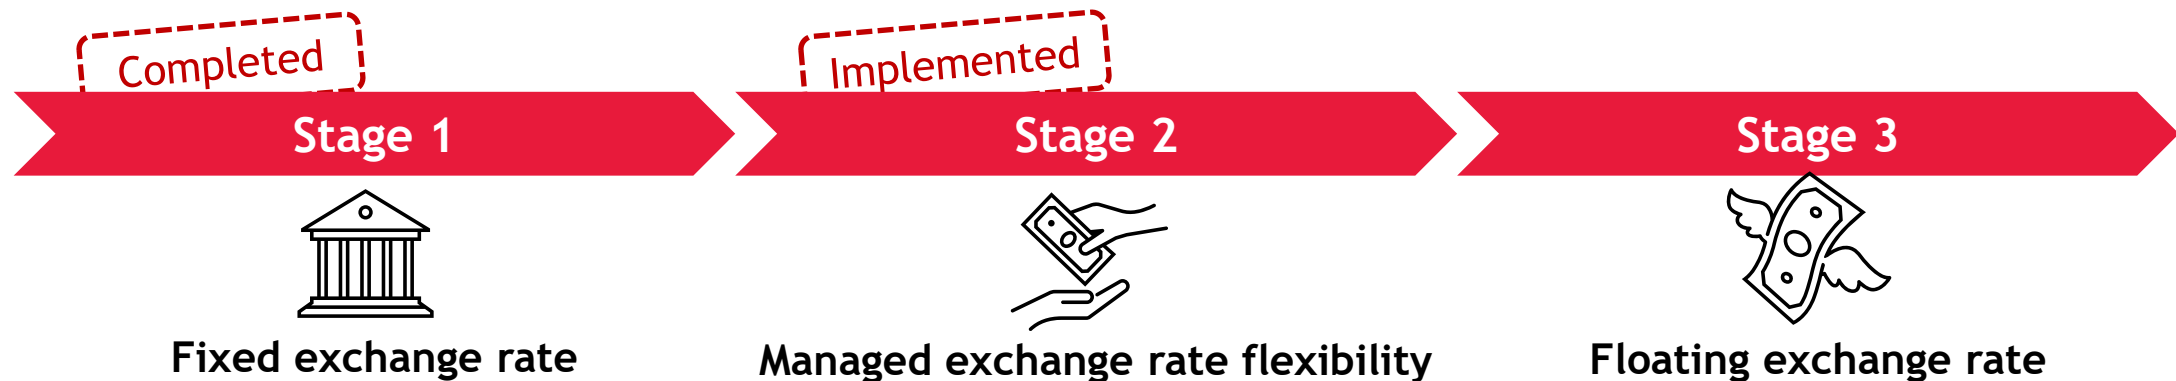 Completed
Implemented
Stage 1
Stage 2
Stage 3
Fixed exchange rate
Managed exchange rate flexibility
Floating exchange rate